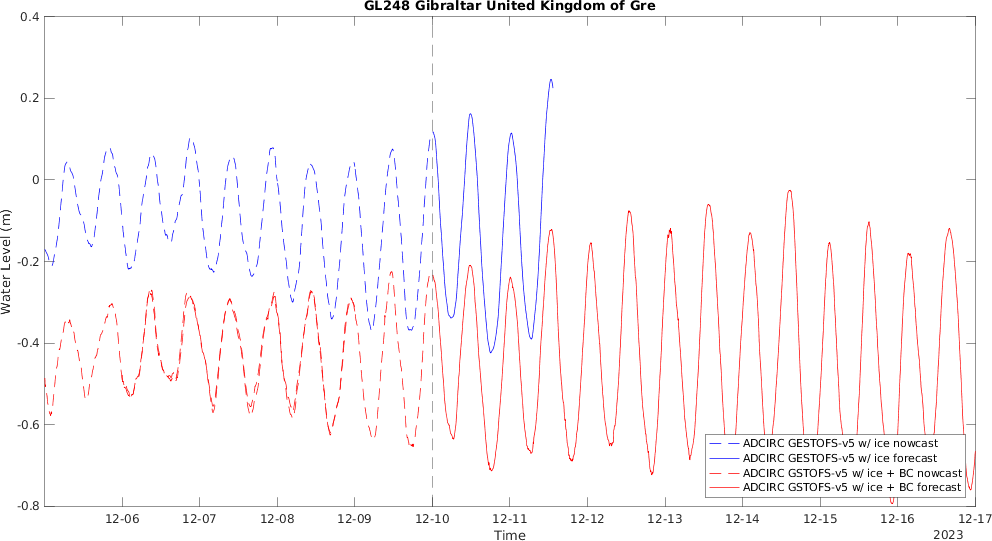 GL248 Gibraltar United Kingdom of Gre
0.4
0.2
0
-0.2
-0.4
-0.6
-0.8
Water Level (m)
ADCIRC GESTOFS-v5 w/ ice nowcast
ADCIRC GESTOFS-v5 w/ ice forecast
ADCIRC GSTOFS-v5 w/ ice + BC nowcast
ADCIRC GSTOFS-v5 w/ ice + BC forecast
12-06 12-07 12-08 12-09 12-10 12-11 12-12 12-13 12-14 12-15 12-16 12-17
Time
2023